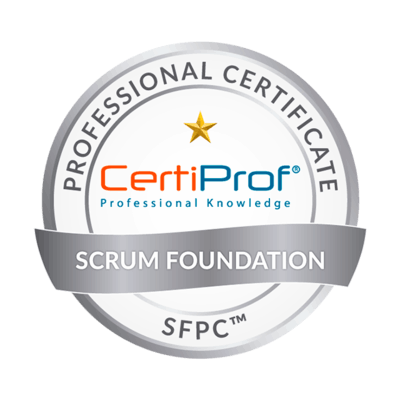 PROFESSIONAL CERTIFICATE
CertiProf®
Professional Knowledge
SCRUM FOUNDATION
SFPC™